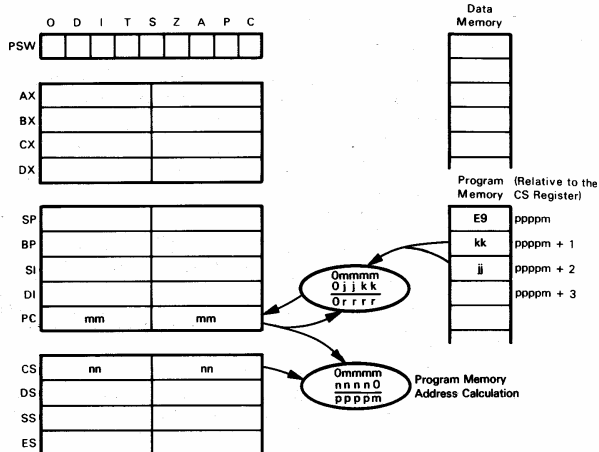 O D I T S Z A P C
PSW
AX
BX
CX
DX
SP
BP
SI
DI
PC mm mm
CS nn nn
DS
SS
ES
0mmmm
0jjkk
0rrrr
0mmmm
nnnn0
ppppm
Program Memory
Address Calculation
Data
Memory
Program
Memory
(Relative to the
CS Register)
E9 ppppm
kk ppppm + 1
jj ppppm + 2
ppppm + 3